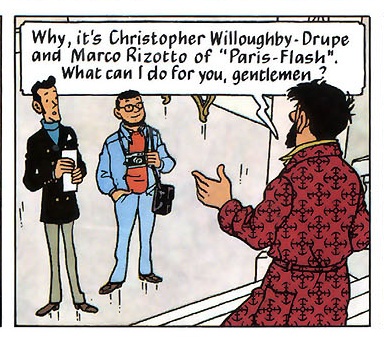 Why, it's Christopher Willoughby-Drupe
and Marco Rizotto of "Paris-Flash".
What can I do for you, gentlemen?